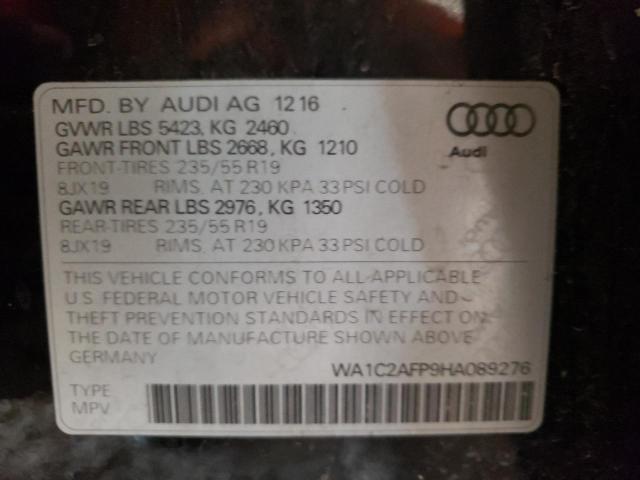 MFD. BY AUDI AG 1216
GVWR LBS 5423, KG 2460
GAWR FRONT LBS 2668, KG 1210
FRONT-TIRES 235/55 R19
8JX19 RIMS. AT 230 KPA 33 PSI COLD
GAWR REAR LBS 2976, KG 1350
REAR-TIRES 235/55 R19
8JX19 RIMS. AT 230 KPA 33 PSI COLD
Audi
THIS VEHICLE CONFORMS TO ALL APPLICABLE
U.S. FEDERAL MOTOR VEHICLE SAFETY AND
THEFT PREVENTION STANDARDS IN EFFECT ON
THE DATE OF MANUFACTURE SHOWN ABOVE
GERMANY
WA1C2AFP9HA089276
TYPE
MPV